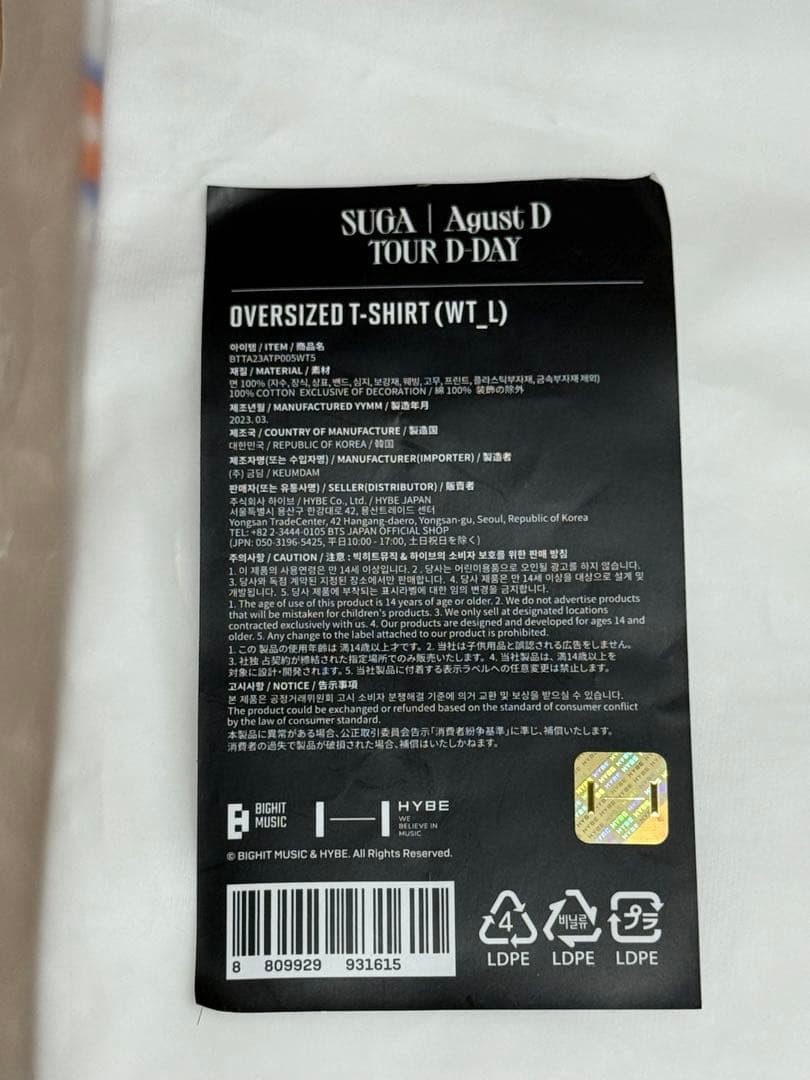 SUGA | Agust D
TOUR D-DAY
OVERSIZED T-SHIRT (WT_L)
아이템 / ITEM / 商品名
BTTA23ATP005WT5
재질 / MATERIAL / 素材
면 100% (자수, 장식, 상표, 밴드, 심지, 보강재, 웨빙, 고무, 프린트, 플라스틱부자재, 금속부자재 제외)
100% COTTON EXCLUSIVE OF DECORATION / 綿 100% 装飾の除外
제조년월 / MANUFACTURED YYMM / 製造年月
2023. 03.
제조국 / COUNTRY OF MANUFACTURE / 製造国
대한민국 / REPUBLIC OF KOREA / 韓国
제조자명(또는 수입자명) / MANUFACTURER(IMPORTER) / 製造者
(주) 금담 / KEUMDAM
판매자(또는 유통사명) / SELLER(DISTRIBUTOR) / 販売者
주식회사 하이브 / HYBE Co., Ltd. / HYBE JAPAN
서울특별시 용산구 한강대로 42, 용산트레이드 센터
Yongsan TradeCenter, 42 Hangang-daero, Yongsan-gu, Seoul, Republic of Korea
TEL: +82 2-3444-0105 BTS JAPAN OFFICIAL SHOP
(JPN: 050-3196-5425, 平日10:00 - 17:00, 土日祝日を除く)
주의사항 / CAUTION / 注意 : 빅히트뮤직 & 하이브의 소비자 보호를 위한 판매 방침
1. 이 제품의 사용연령은 만 14세 이상입니다. 2 . 당사는 어린이용품으로 오인될 광고를 하지 않습니다.
3. 당사와 독점 계약된 지정된 장소에서만 판매합니다. 4. 당사 제품은 만 14세 이상을 대상으로 설계 및
개발됩니다. 5. 당사 제품에 부착되는 표시라벨에 대한 임의 변경을 금지합니다.
1. The age of use of this product is 14 years of age or older. 2. We do not advertise products
that will be mistaken for children's products. 3. We only sell at designated locations
contracted exclusively with us. 4. Our products are designed and developed for ages 14 and
older. 5. Any change to the label attached to our product is prohibited.
1. この 製品の使用年齢は 満14歳以上才です。 2. 当社は子供用品と誤認される広告をしません。
3. 社独 占契約が締結された指定場所でのみ販売いたします。 4. 当社製品は、満14歳以上を
対象に設計・開発されます。 5. 当社製品に付着する表示ラベルへの任意変更は禁止します。
고시사항 / NOTICE / 告示事項
본 제품은 공정거래위원회 고시 소비자 분쟁해결 기준에 의거 교환 및 보상을 받으실 수 있습니다.
The product could be exchanged or refunded based on the standard of consumer conflict
by the law of consumer standard.
本製品に異常がある場合、公正取引委員会告示「消費者紛争基準」に準じ、補償いたします。
消費者の過失で製品が破損された場合、補償はいたしかねます。
BIGHIT
MUSIC
HYBE
WE
BELIEVE IN
MUSIC
© BIGHIT MUSIC & HYBE. All Rights Reserved.
8 809929 931615
4
비닐류
プラ
LDPE LDPE LDPE